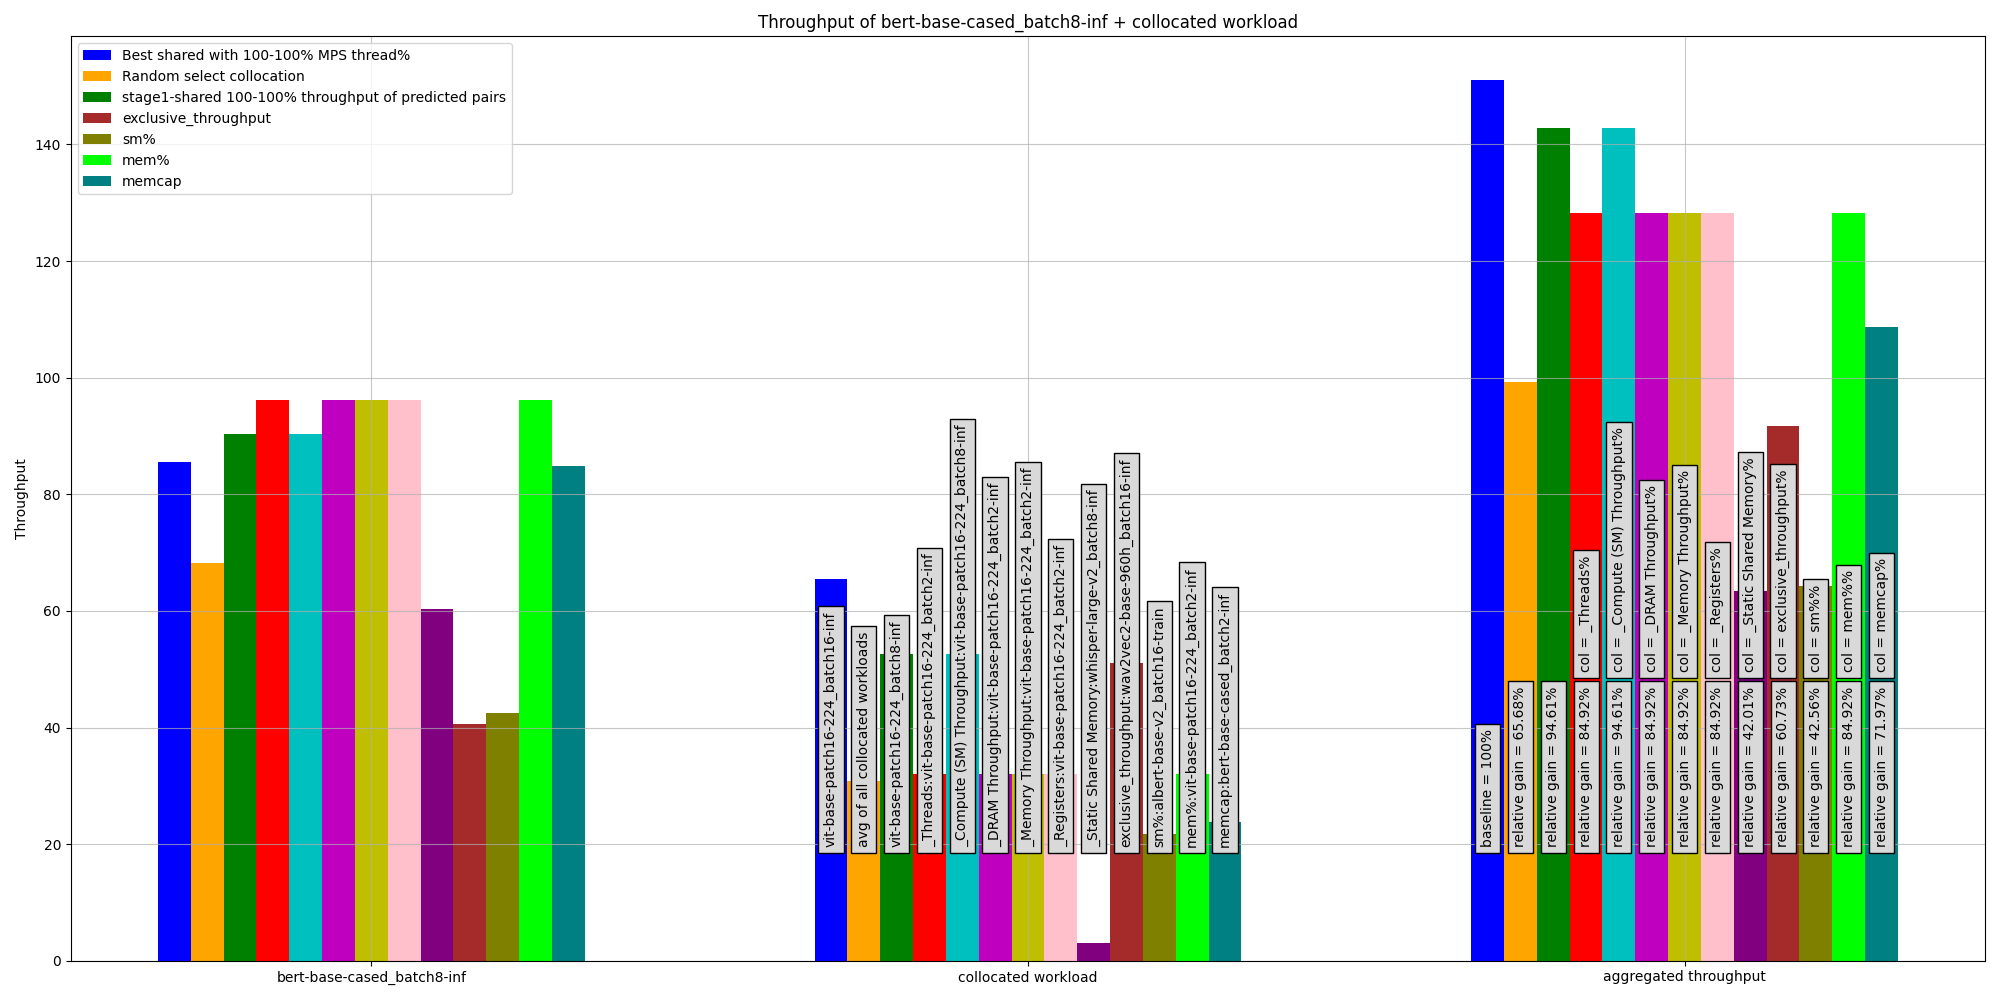 Throughput of bert-base-cased_batch8-inf + collocated workload
Best shared with 100-100% MPS thread%
Random select collocation
stage1-shared 100-100% throughput of predicted pairs
exclusive_throughput
sm%
mem%
memcap
Throughput
140
120
100
80
60
40
20
0
vit-base-patch16-224_batch16-inf
avg of all collocated workloads
vit-base-patch16-224_batch8-inf
_Threads:vit-base-patch16-224_batch2-inf
_Compute (SM) Throughput:vit-base-patch16-224_batch8-inf
_DRAM Throughput:vit-base-patch16-224_batch2-inf
_Memory Throughput:vit-base-patch16-224_batch2-inf
_Registers:vit-base-patch16-224_batch2-inf
_Static Shared Memory:whisper-large-v2_batch8-inf
exclusive_throughput:wav2vec2-base-960h_batch16-inf
sm%:albert-base-v2_batch16-train
mem%:vit-base-patch16-224_batch2-inf
memcap:bert-base-cased_batch2-inf
baseline = 100%
relative gain = 65.68%
relative gain = 94.61%
relative gain = 84.92%
col = _Threads%
relative gain = 94.61%
col = _Compute (SM) Throughput%
relative gain = 84.92%
col = _DRAM Throughput%
relative gain = 84.92%
col = _Memory Throughput%
relative gain = 84.92%
col = _Registers%
relative gain = 42.01%
col = _Static Shared Memory%
relative gain = 60.73%
col = exclusive_throughput%
relative gain = 42.56%
col = sm%%
relative gain = 84.92%
col = mem%%
relative gain = 71.97%
col = memcap%
bert-base-cased_batch8-inf
collocated workload
aggregated throughput